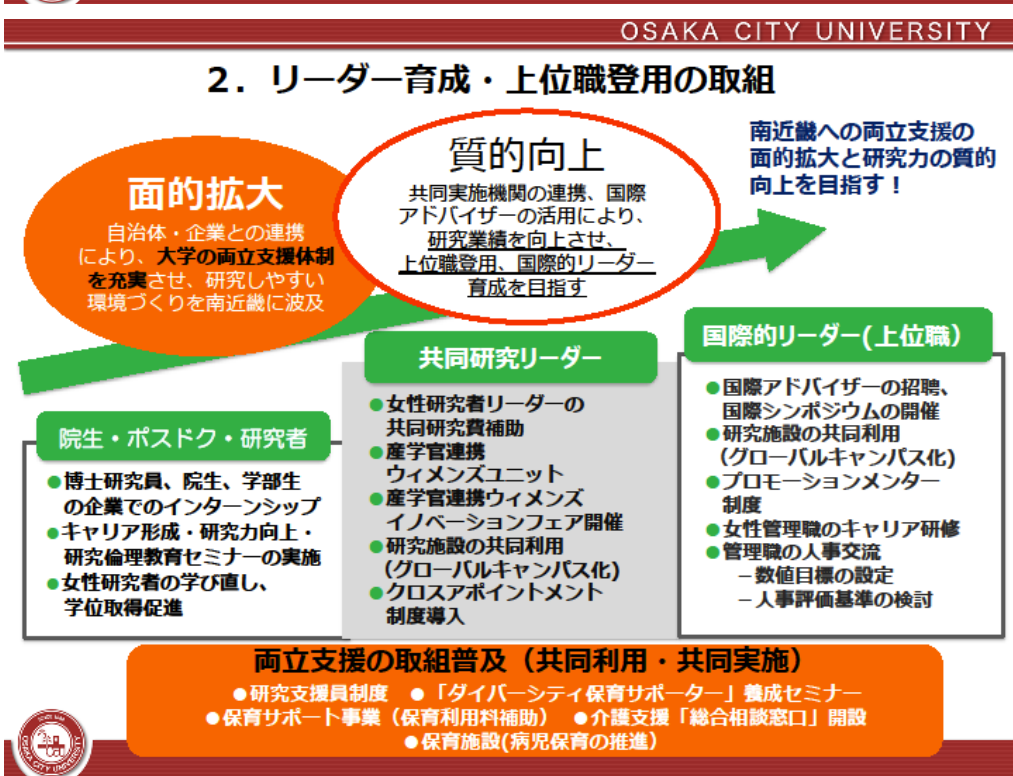 OSAKA CITY UNIVERSITY
2．リーダー育成・上位職登用の取組
面的拡大
自治体・企業との連携
により、大学の両立支援体制
を充実させ、研究しやすい
環境づくりを南近畿に波及
質的向上
共同実施機関の連携、国際
アドバイザーの活用により、
研究業績を向上させ、
上位職登用、国際的リーダー
育成を目指す
南近畿への両立支援の
面的拡大と研究力の質的
向上を目指す！
院生・ポスドク・研究者
●博士研究員、院生、学部生
の企業でのインターンシップ
●キャリア形成・研究力向上・
研究倫理教育セミナーの実施
●女性研究者の学び直し、
学位取得促進
共同研究リーダー
●女性研究者リーダーの
共同研究費補助
●産学官連携
ウィメンズユニット
●産学官連携ウィメンズ
イノベーションフェア開催
●研究施設の共同利用
（グローバルキャンパス化）
●クロスアポイントメント
制度導入
国際的リーダー(上位職）
●国際アドバイザーの招聘、
国際シンポジウムの開催
●研究施設の共同利用
（グローバルキャンパス化）
●プロモーションメンター
制度
●女性管理職のキャリア研修
●管理職の人事交流
－数値目標の設定
－人事評価基準の検討
両立支援の取組普及（共同利用・共同実施）
●研究支援員制度　●「ダイバーシティ保育サポーター」養成セミナー
●保育サポート事業（保育利用料補助）　●介護支援「総合相談窓口」開設
●保育施設(病児保育の推進）
OSAKA CITY UNIVERSITY